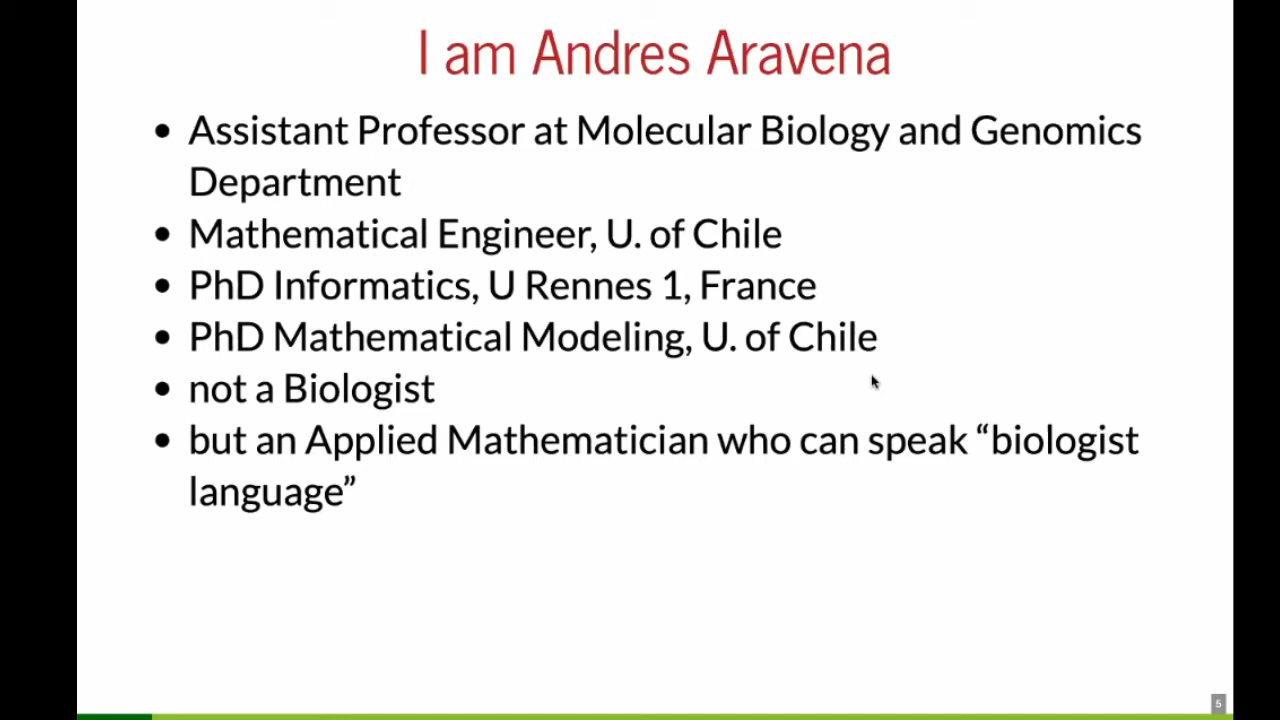 I am Andres Aravena
• Assistant Professor at Molecular Biology and Genomics
Department
• Mathematical Engineer, U. of Chile
• PhD Informatics, U Rennes 1, France
• PhD Mathematical Modeling, U. of Chile
• not a Biologist
• but an Applied Mathematician who can speak “biologist
language”
5